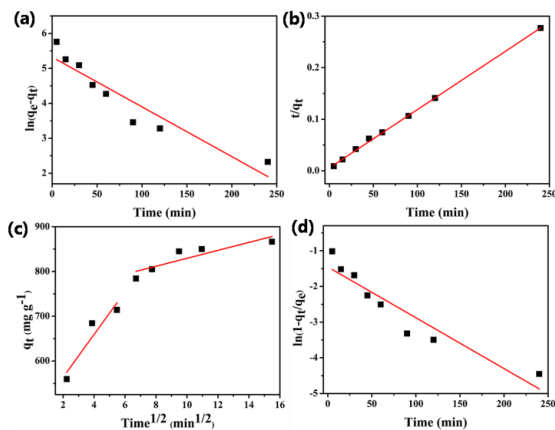 (a)
ln(qe-qt)
6
5
4
3
2
0 50 100 150 200 250
Time (min)
(b)
t/qt
0.3
0.2
0.1
0.0
0 50 100 150 200 250
Time (min)
(c)
qt (mg g-1)
900
800
700
600
500
2 4 6 8 10 12 14 16
Time1/2 (min1/2)
(d)
ln(1-qt/qe)
-1
-2
-3
-4
-5
0 50 100 150 200 250
Time (min)